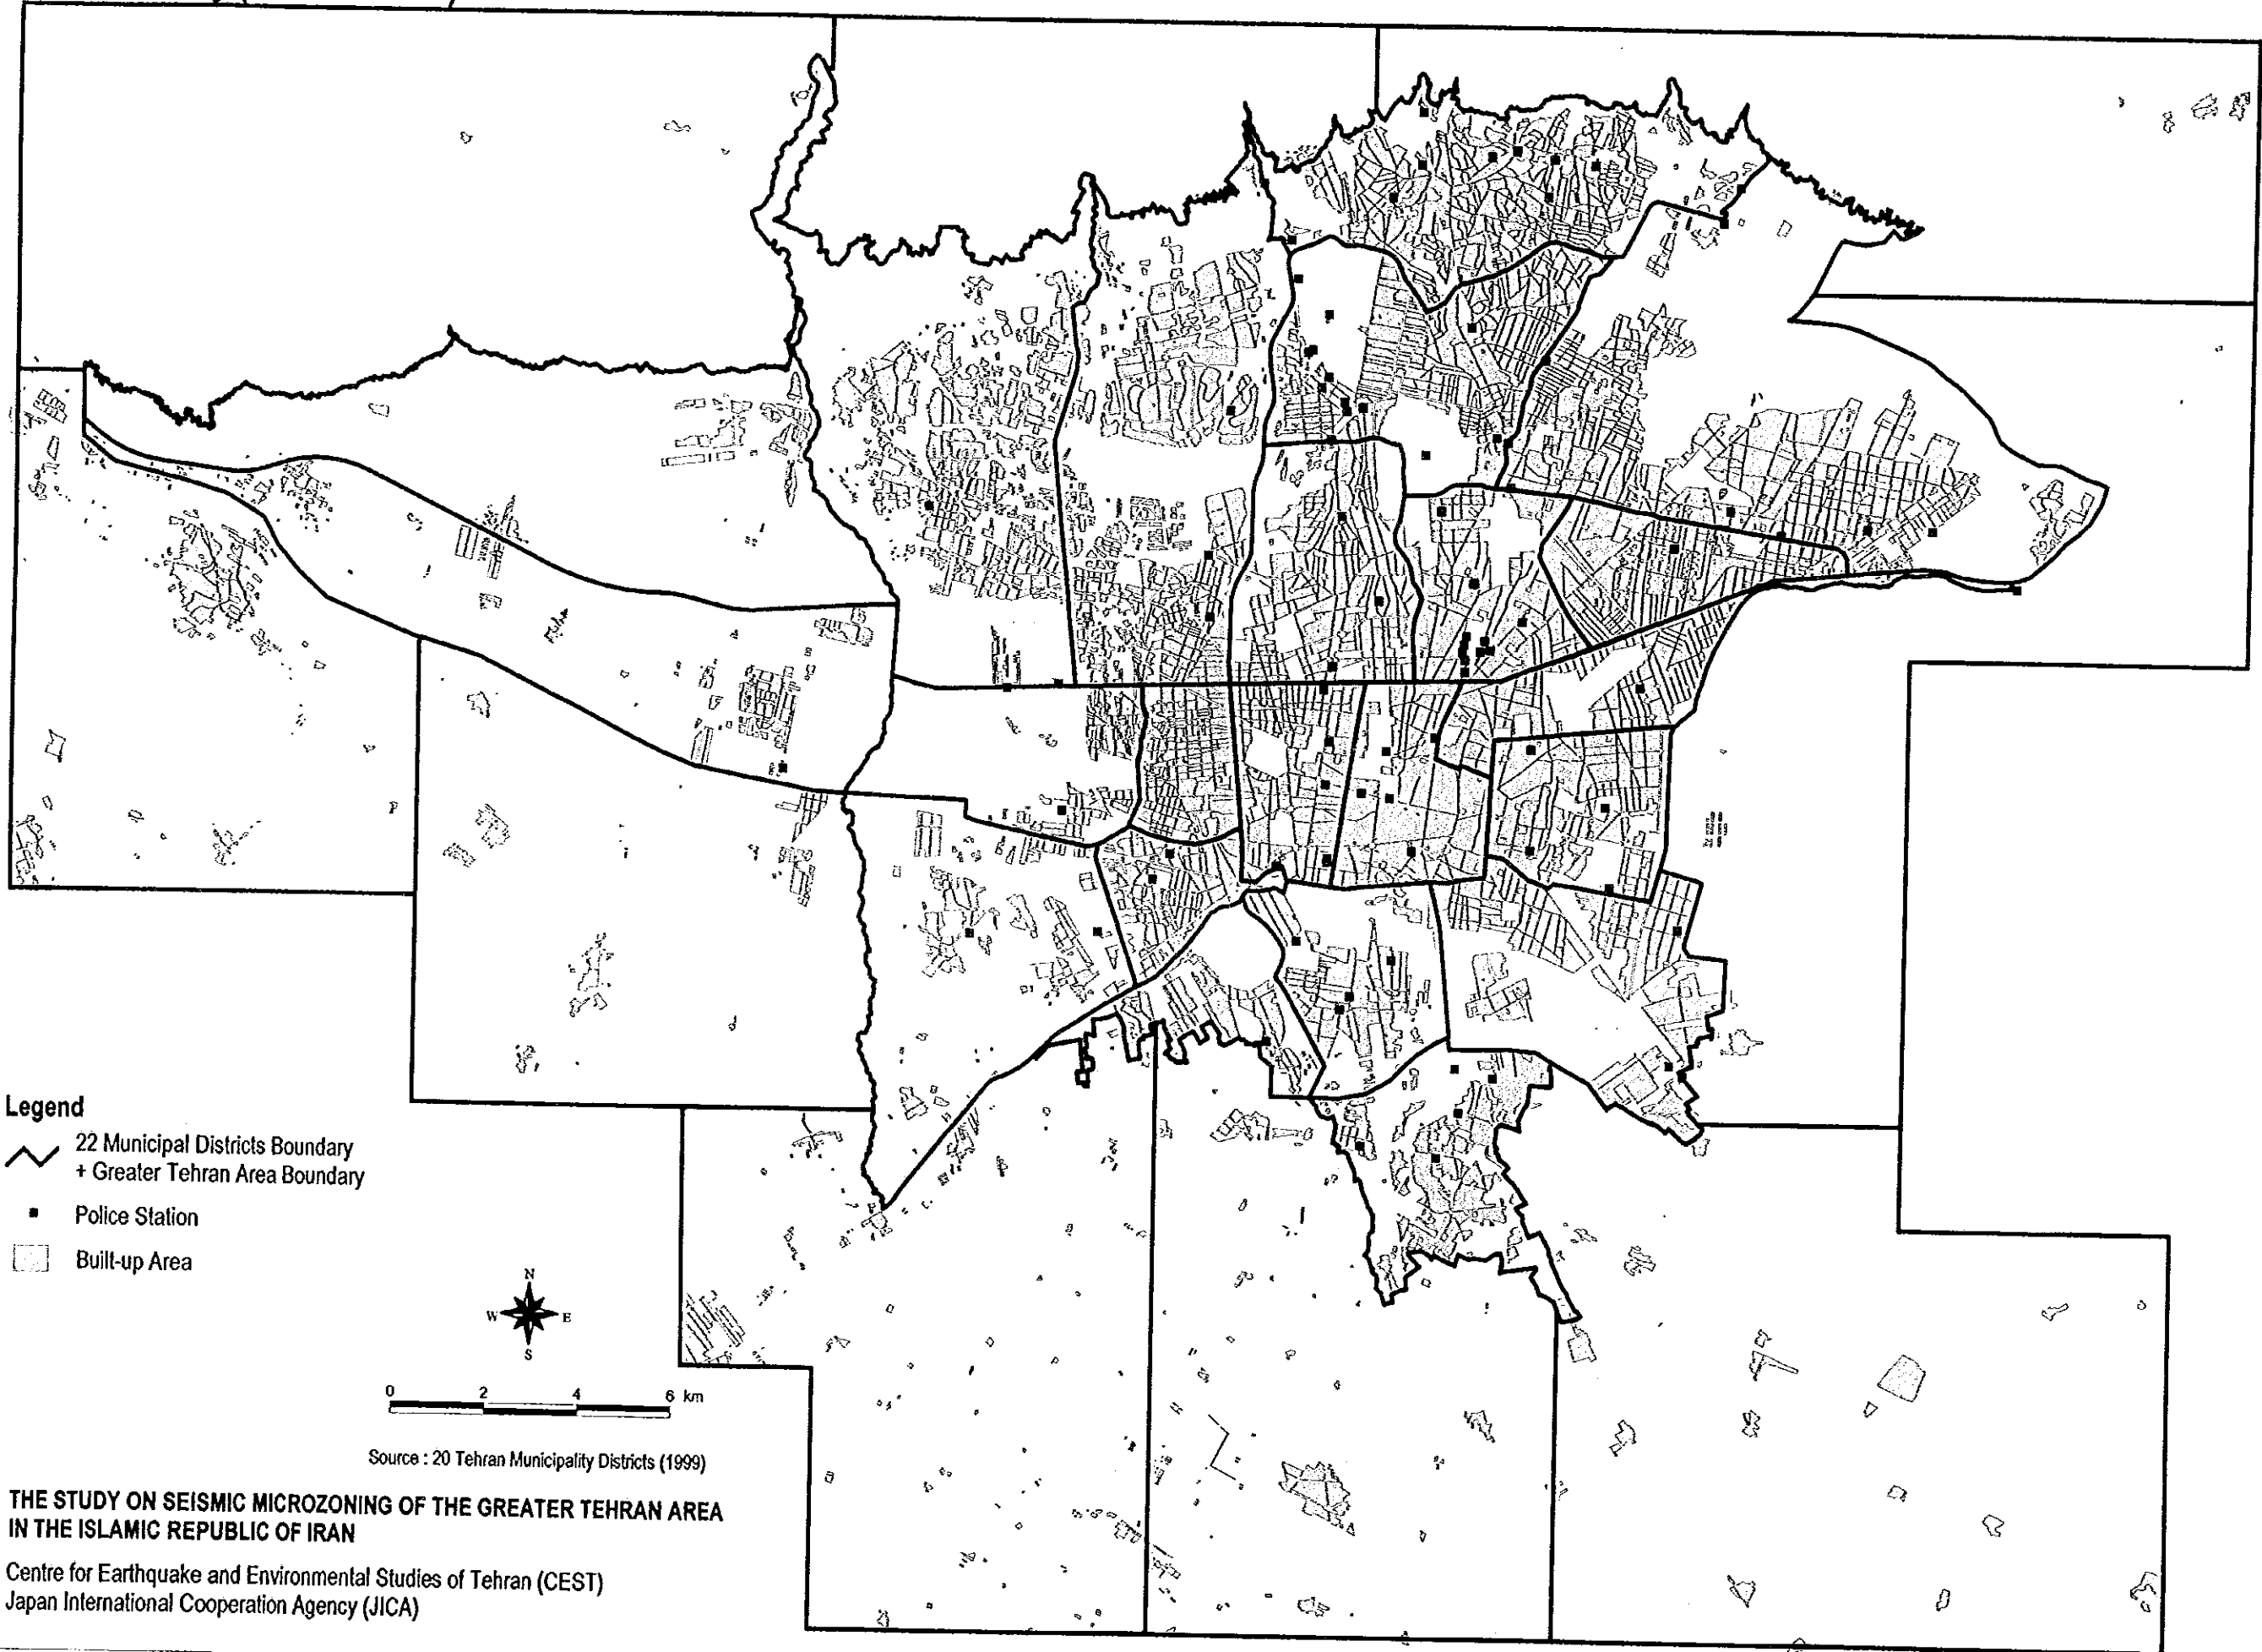 Legend
22 Municipal Districts Boundary
+ Greater Tehran Area Boundary
Police Station
Built-up Area
N
W E
S
0 2 4 6 km
Source : 20 Tehran Municipality Districts (1999)
THE STUDY ON SEISMIC MICROZONING OF THE GREATER TEHRAN AREA
IN THE ISLAMIC REPUBLIC OF IRAN
Centre for Earthquake and Environmental Studies of Tehran (CEST)
Japan International Cooperation Agency (JICA)